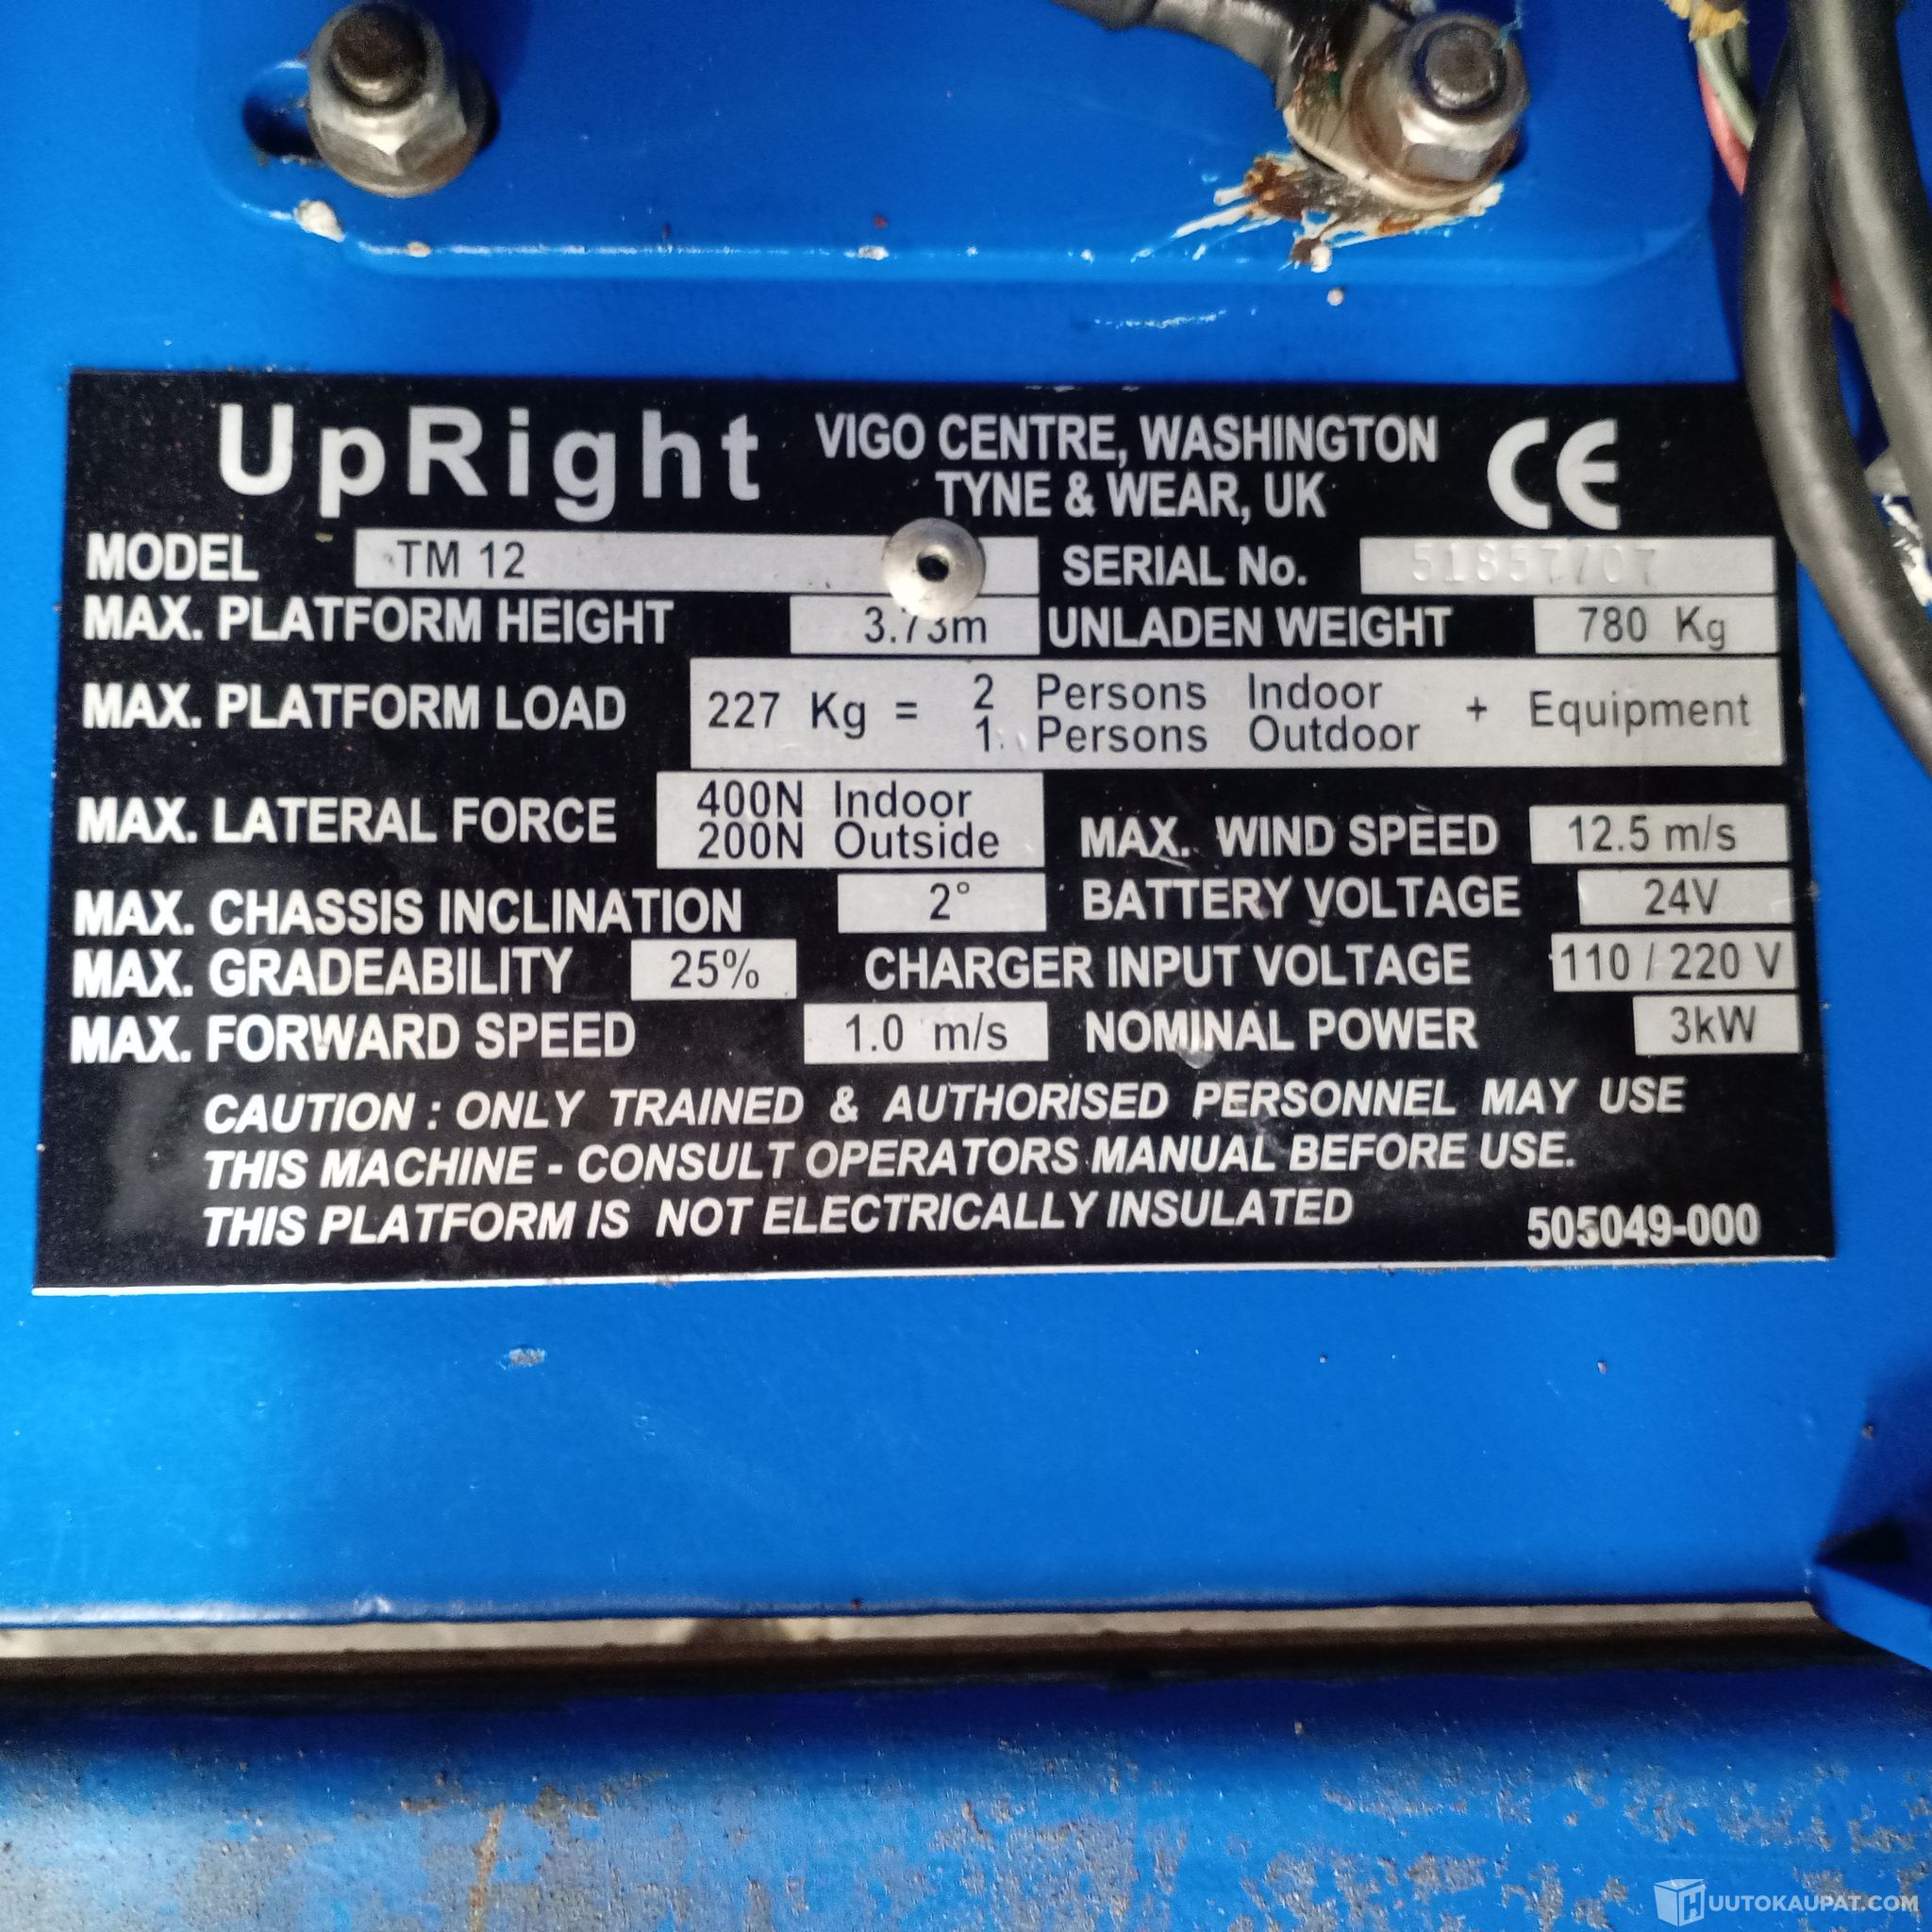 UpRight
VIGO CENTRE, WASHINGTON
TYNE & WEAR, UK
CE
MODEL TM 12 SERIAL No. 51857/07
MAX. PLATFORM HEIGHT 3.73m UNLADEN WEIGHT 780 Kg
MAX. PLATFORM LOAD 227 Kg = 2 Persons Indoor + Equipment
1 Persons Outdoor
MAX. LATERAL FORCE 400N Indoor
200N Outside
MAX. WIND SPEED 12.5 m/s
MAX. CHASSIS INCLINATION 2° BATTERY VOLTAGE 24V
MAX. GRADEABILITY 25% CHARGER INPUT VOLTAGE 110 / 220 V
MAX. FORWARD SPEED 1.0 m/s NOMINAL POWER 3kW
CAUTION : ONLY TRAINED & AUTHORISED PERSONNEL MAY USE
THIS MACHINE - CONSULT OPERATORS MANUAL BEFORE USE.
THIS PLATFORM IS NOT ELECTRICALLY INSULATED
505049-000
HUUTOKAUPAT.COM